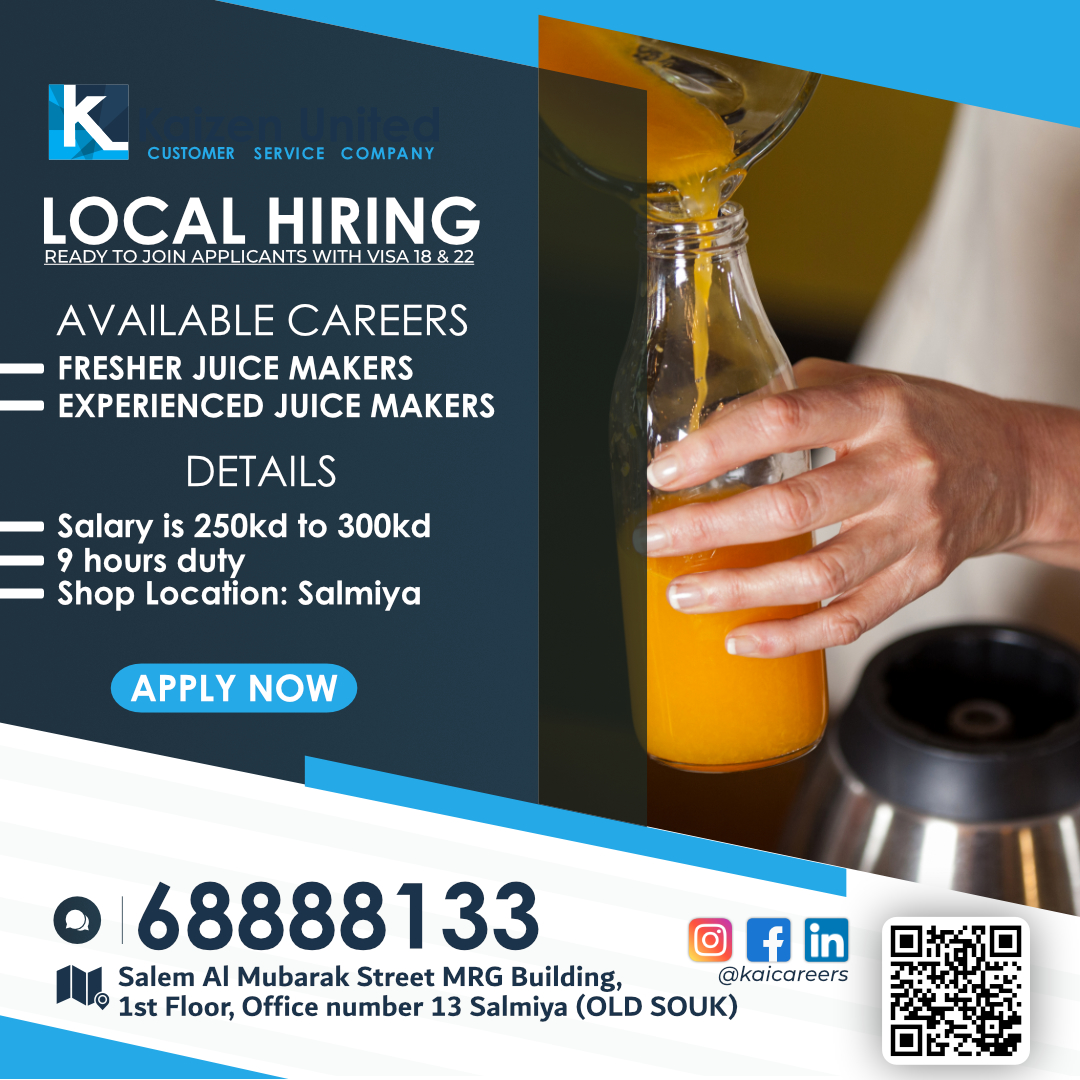 K
Kaizen United
CUSTOMER SERVICE COMPANY
LOCAL HIRING
READY TO JOIN APPLICANTS WITH VISA 18 & 22
AVAILABLE CAREERS
FRESHER JUICE MAKERS
EXPERIENCED JUICE MAKERS
DETAILS
Salary is 250kd to 300kd
9 hours duty
Shop Location: Salmiya
APPLY NOW
68888133
Salem Al Mubarak Street MRG Building,
1st Floor, Office number 13 Salmiya (OLD SOUK)
f
in
@kaicareers